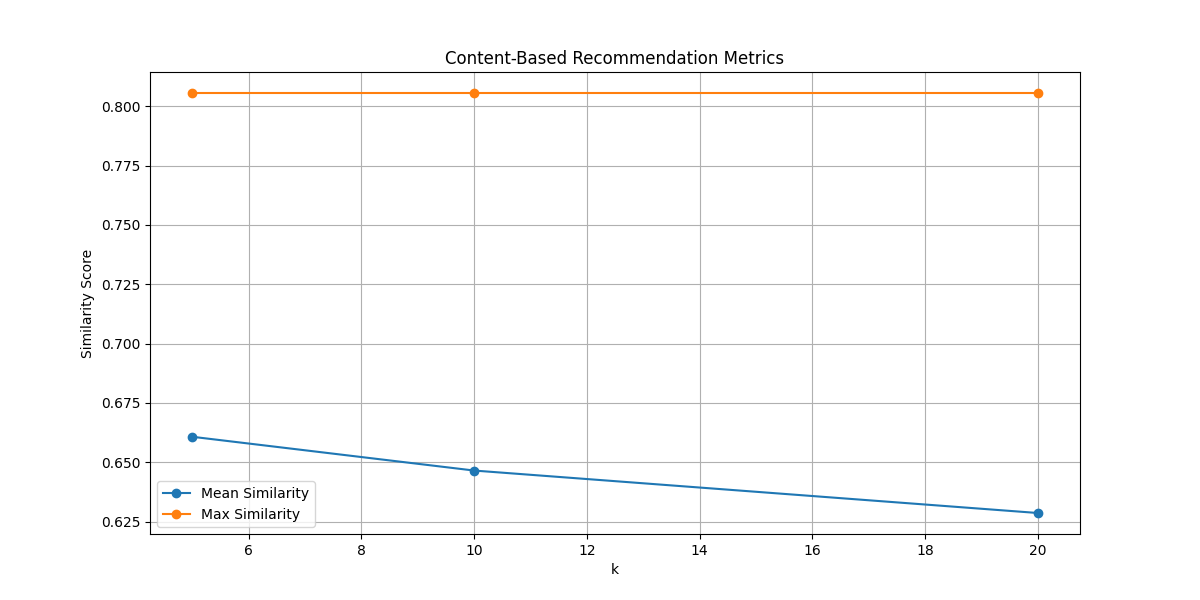 Content-Based Recommendation Metrics
0.800
0.775
0.750
0.725
0.700
0.675
0.650
0.625
Similarity Score
Mean Similarity
Max Similarity
6 8 10 12 14 16 18 20
k